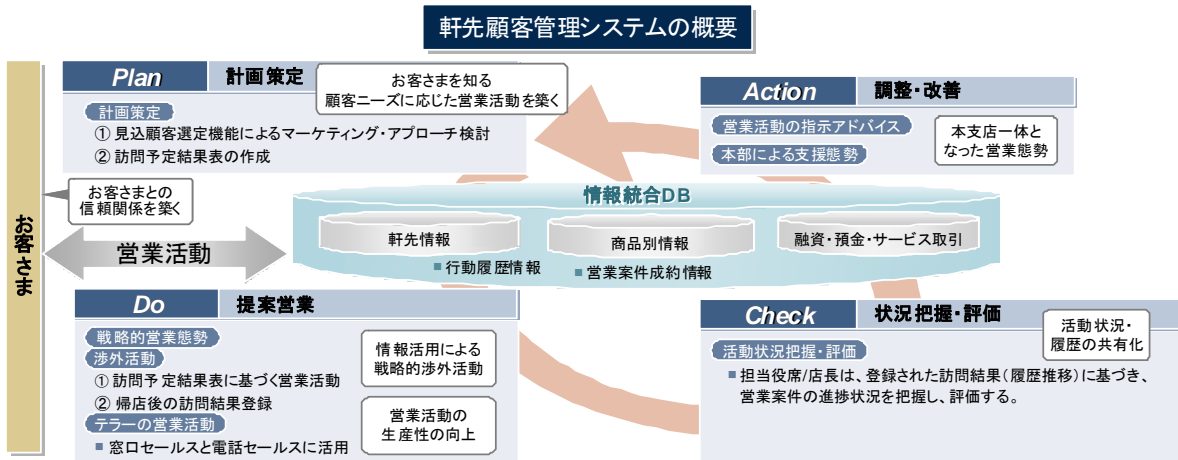 軒先顧客管理システムの概要
お客さま
Plan
計画策定
お客さまを知る
顧客ニーズに応じた営業活動を築く
計画策定
① 見込顧客選定機能によるマーケティング・アプローチ検討
② 訪問予定結果表の作成
Action
調整・改善
営業活動の指示アドバイス
本部による支援態勢
本支店一体と
なった営業態勢
お客さまとの
信頼関係を築く
営業活動
情報統合DB
軒先情報
商品別情報
融資・預金・サービス取引
■ 行動履歴情報
■ 営業案件成約情報
Do
提案営業
戦略的営業態勢
渉外活動
① 訪問予定結果表に基づく営業活動
② 帰店後の訪問結果登録
テラーの営業活動
■ 窓口セールスと電話セールスに活用
情報活用による
戦略的渉外活動
営業活動の
生産性の向上
Check
状況把握・評価
活動状況・
履歴の共有化
活動状況把握・評価
■ 担当役席/店長は、登録された訪問結果(履歴推移)に基づき、
営業案件の進捗状況を把握し、評価する。